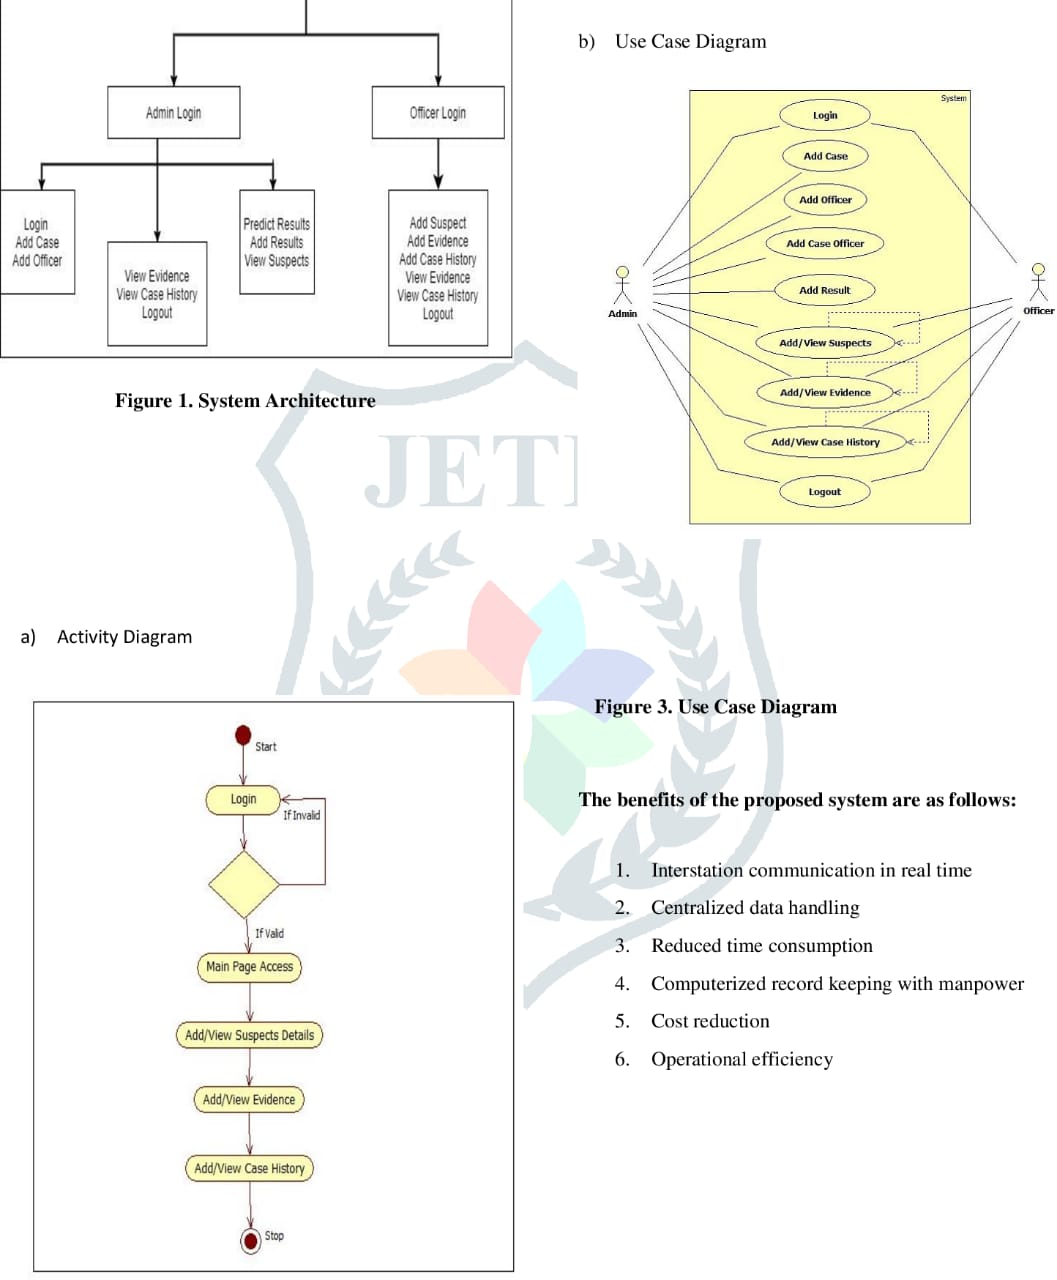 Admin Login
Officer Login
Login
Add Case
Add Officer
View Evidence
View Case History
Logout
Predict Results
Add Results
View Suspects
Add Suspect
Add Evidence
Add Case History
View Evidence
View Case History
Logout
Figure 1. System Architecture
a) Activity Diagram
Start
Login
If Invalid
If Valid
Main Page Access
Add/View Suspects Details
Add/View Evidence
Add/View Case History
Stop
b) Use Case Diagram
System
Login
Add Case
Add Officer
Add Case Officer
Add Result
Add/View Suspects
Add/View Evidence
Add/View Case History
Logout
Admin
Officer
Figure 3. Use Case Diagram
The benefits of the proposed system are as follows:
1. Interstation communication in real time
2. Centralized data handling
3. Reduced time consumption
4. Computerized record keeping with manpower
5. Cost reduction
6. Operational efficiency